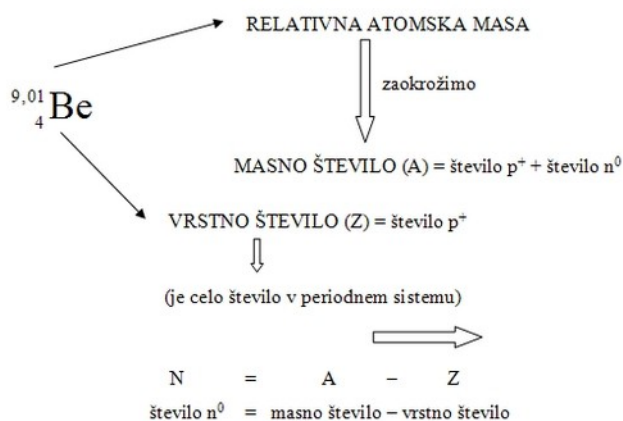 RELATIVNA ATOMSKA MASA
zaokrožimo
9,01
4 Be
MASNO ŠTEVILO (A) = število p⁺ + število n⁰
VRSTNO ŠTEVILO (Z) = število p⁺
(je celo število v periodnem sistemu)
N = A – Z
število n⁰ = masno število – vrstno število